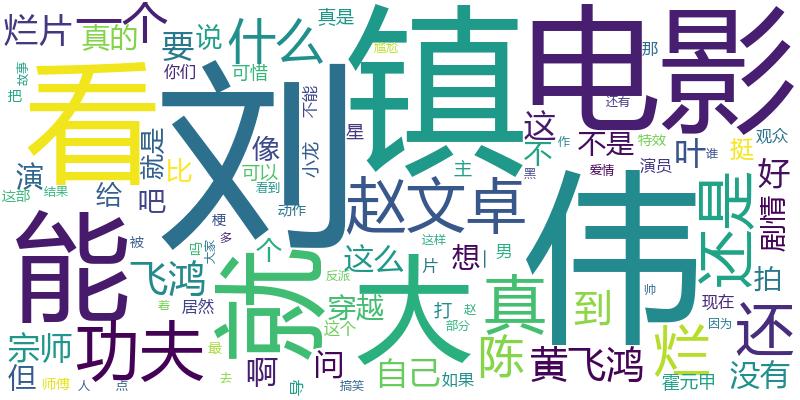 烂片
一个
真的
要
说
什么
镇
尴尬
真是
电影
那
故事
把
看
你们
可惜
刘
不能
还有
这
不是
作
特效
观众
就是
像
星
不
叶
谁
挺
演
比
小龙
主
爱情
演员
好
这部
结果
给
吧
可以
看到
黑
赵文卓
伟
还是
剧情
能
梗
多
动作
被
吗
大家
个
这么
这样
想
男
片
飞鸿
就
反派
大
真
到
帅
拍
着
居然
穿越
打
赵
现在
这个
部分
因为
还
宗师
功夫
最
陈
黄飞鸿
烂
但
师傅
人
点
去
啊
导
问
搞笑
自己
如果
霍元甲
没有